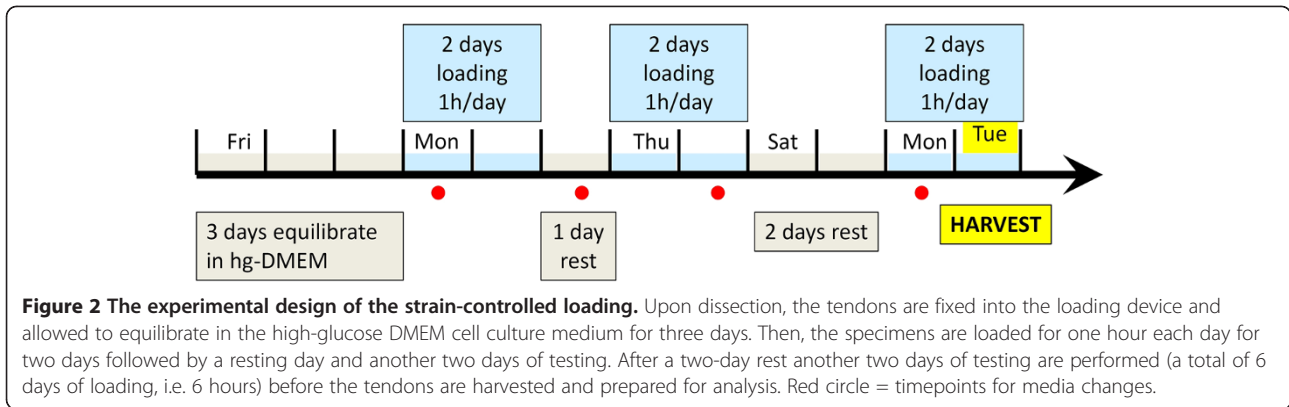 2 days
loading
1h/day
2 days
loading
1h/day
2 days
loading
1h/day
Fri
Mon
Thu
Sat
Mon
Tue
3 days equilibrate
in hg-DMEM
1 day
rest
2 days rest
HARVEST
Figure 2 The experimental design of the strain-controlled loading. Upon dissection, the tendons are fixed into the loading device and
allowed to equilibrate in the high-glucose DMEM cell culture medium for three days. Then, the specimens are loaded for one hour each day for
two days followed by a resting day and another two days of testing. After a two-day rest another two days of testing are performed (a total of 6
days of loading, i.e. 6 hours) before the tendons are harvested and prepared for analysis. Red circle = timepoints for media changes.